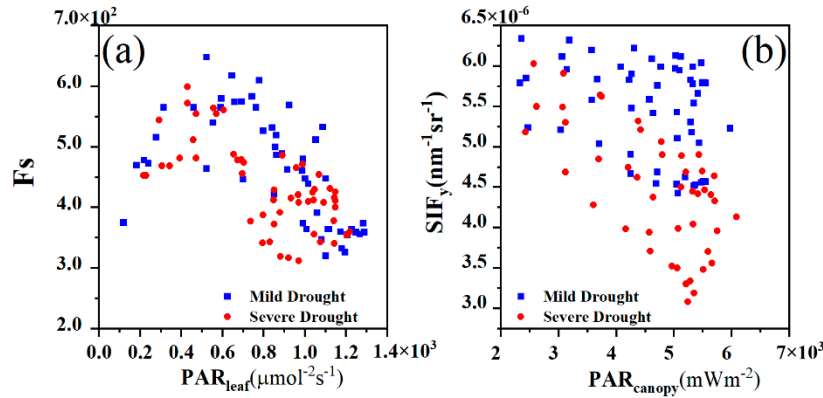 7.0×10²
6.0
5.0
4.0
3.0
2.0
Fs
(a)
Mild Drought
Severe Drought
0.0 0.2 0.4 0.6 0.8 1.0 1.2 1.4×10³
PARleaf(μmol⁻²s⁻¹)
6.5×10⁻⁶
6.0
5.5
5.0
4.5
4.0
3.5
3.0
SIFy(nm⁻¹sr⁻¹)
(b)
Mild Drought
Severe Drought
2 3 4 5 6 7×10³
PARcanopy(mWm⁻²)